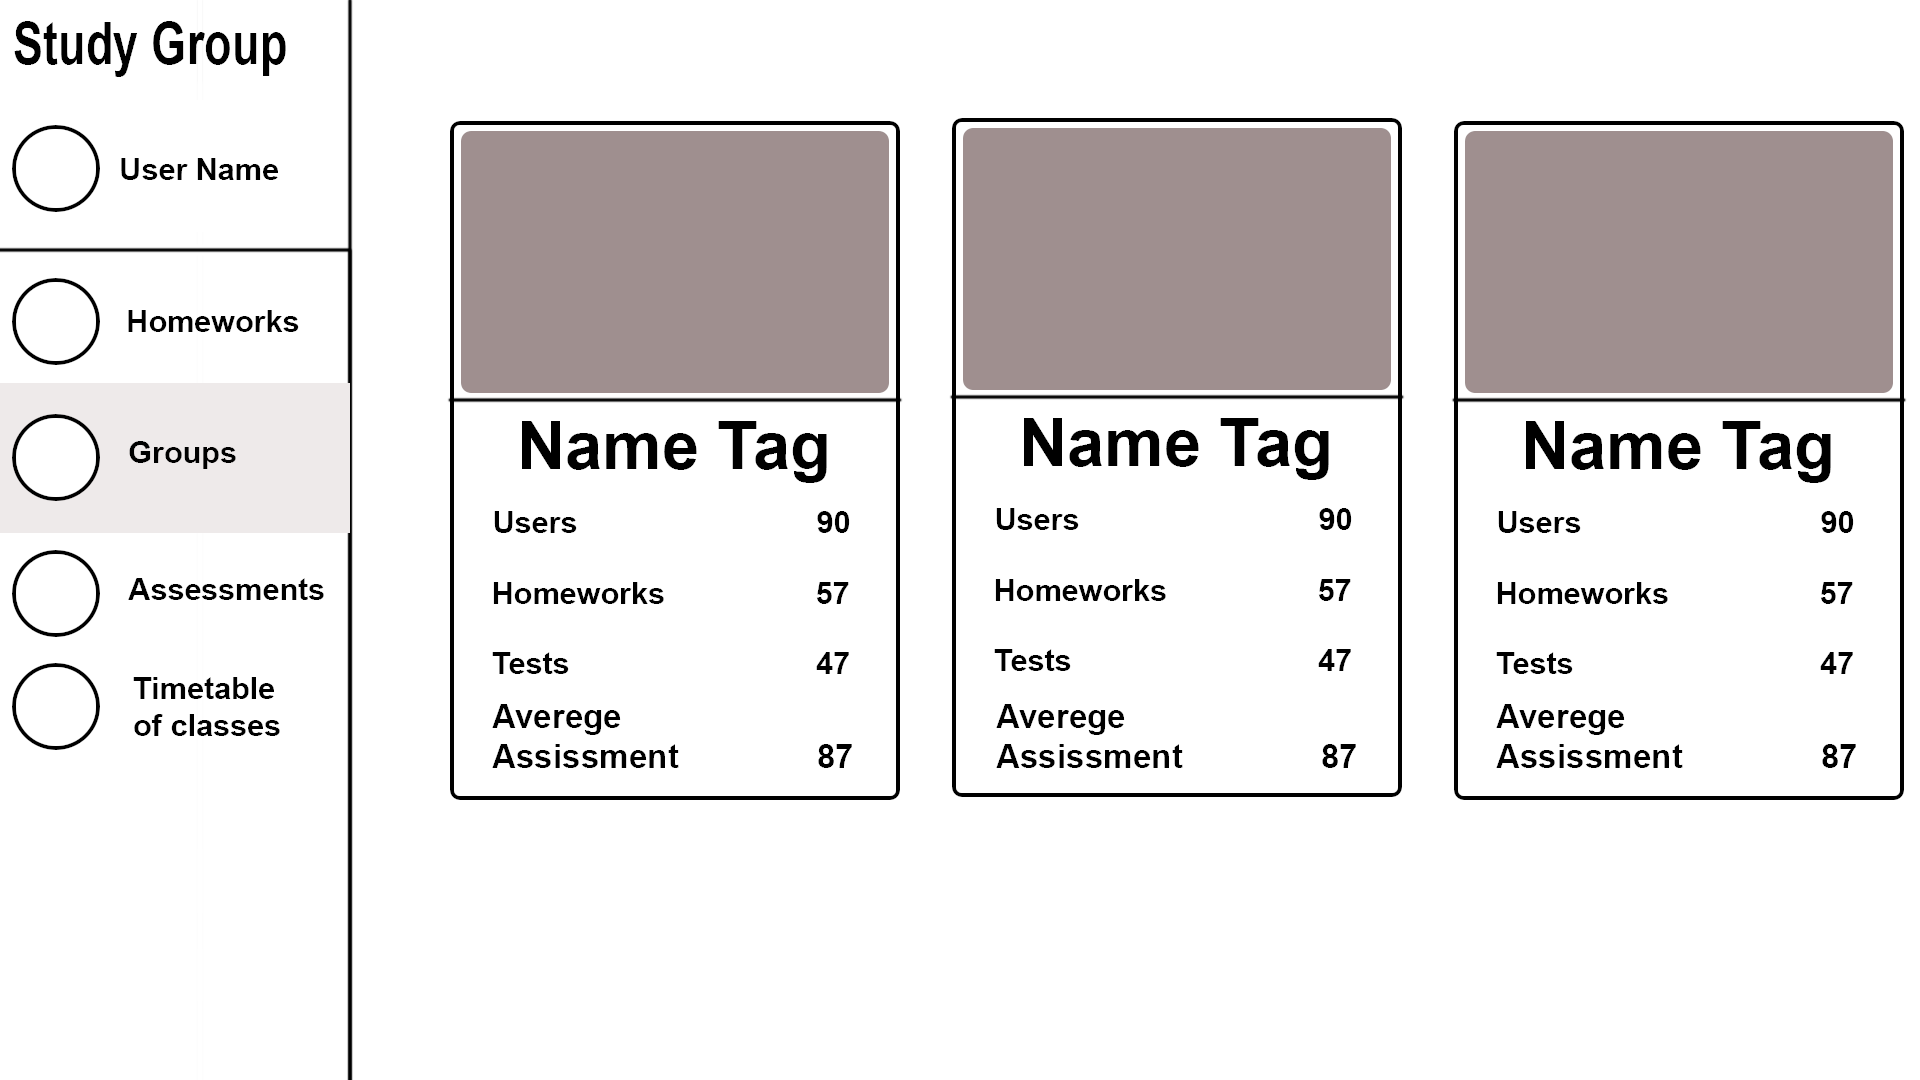 Study Group
User Name
Homeworks
Groups
Assessments
Timetable
of classes
Name Tag
Users 90
Homeworks 57
Tests 47
Averege
Assissment 87
Name Tag
Users 90
Homeworks 57
Tests 47
Averege
Assissment 87
Name Tag
Users 90
Homeworks 57
Tests 47
Averege
Assissment 87